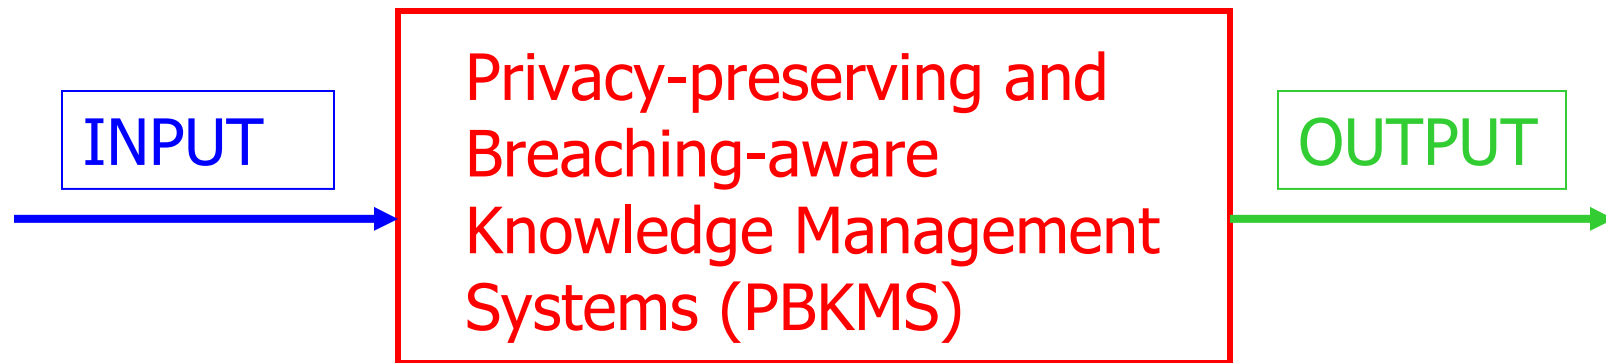 INPUT
Privacy-preserving and
Breaching-aware
Knowledge Management
Systems (PBKMS)
OUTPUT